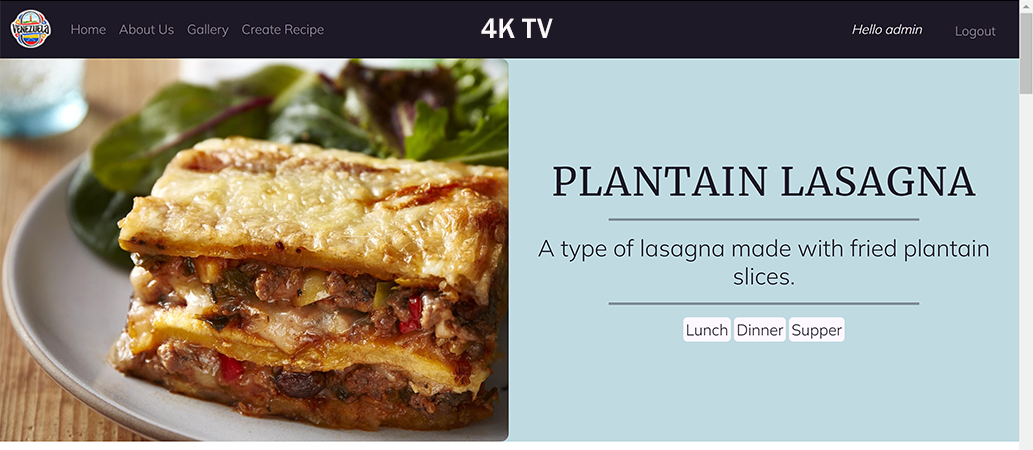 VENEZUELA
Home About Us Gallery Create Recipe
4K TV
Hello admin
Logout
PLANTAIN LASAGNA
A type of lasagna made with fried plantain
slices.
Lunch Dinner Supper